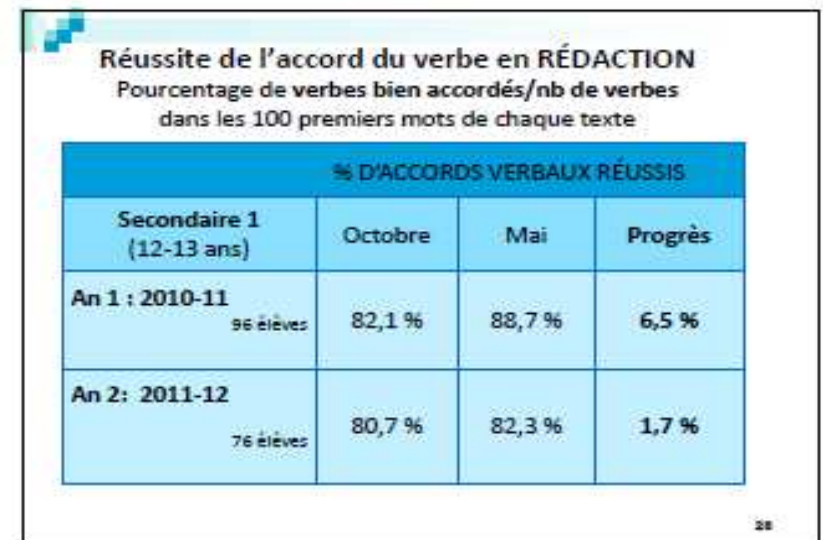 Réussite de l'accord du verbe en RÉDACTION
Pourcentage de verbes bien accordés/nb de verbes
dans les 100 premiers mots de chaque texte
% D'ACCORDS VERBAUX RÉUSSIS
Secondaire 1
(12-13 ans)
Octobre
Mai
Progrès
An 1 : 2010-11
96 élèves
82,1 %
88,7 %
6,5 %
An 2: 2011-12
76 élèves
80,7 %
82,3 %
1,7 %